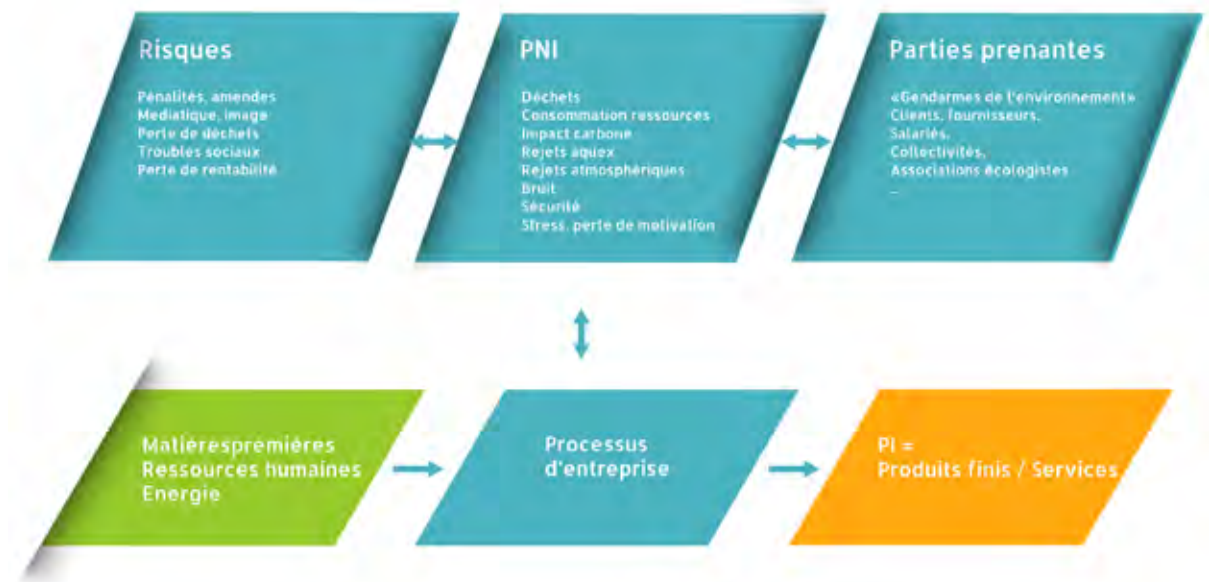 Risques
Pénalités, amendes
Mediatique, image
Perte de déchets
Troubles sociaux
Perte de rentabilité
PNI
Déchets
Consommation ressources
Impact carbone
Rejets aquex
Rejets atmosphériques
Bruit
Sécurité
Stress, perte de motivation
Parties prenantes
«Gendarmes de l'environnement»
Clients, fournisseurs,
Salariés,
Collectivités,
Associations écologistes
...
Matièrespremières
Ressources humaines
Energie
Processus
d'entreprise
PI =
Produits finis / Services